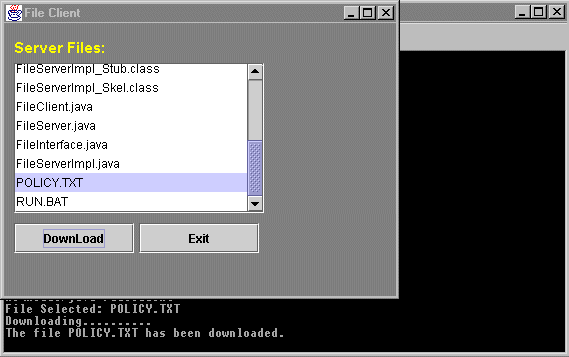 File Client
Server Files:
FileServerImpl_Stub.class
FileServerImpl_Skel.class
FileClient.java
FileServer.java
FileInterface.java
FileServerImpl.java
POLICY.TXT
RUN.BAT
DownLoad
Exit
File Selected: POLICY.TXT
Downloading..........
The file POLICY.TXT has been downloaded.